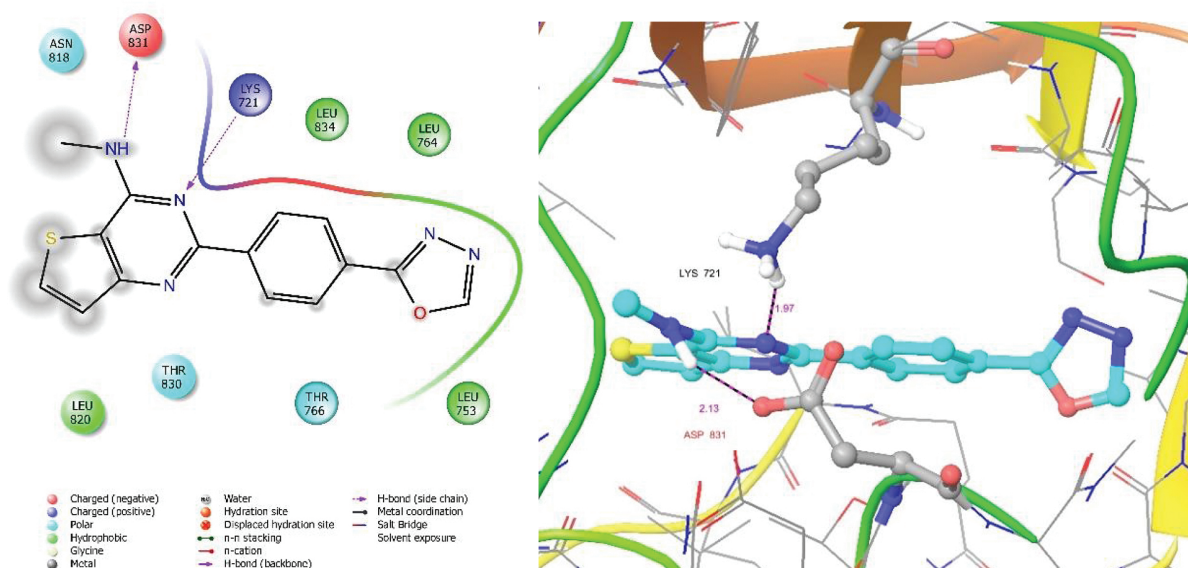 ASN
818
ASP
831
LYS
721
LEU
834
LEU
764
NH
N
S
N
N
N
O
THR
830
LEU
820
THR
766
LEU
753
Charged (negative)
Charged (positive)
Polar
Hydrophobic
Glycine
Metal
Water
Hydration site
Displaced hydration site
π-π stacking
π-cation
H-bond (backbone)
H-bond (side chain)
Metal coordination
Salt Bridge
Solvent exposure
LYS 721
1.97
2.13
ASP 831